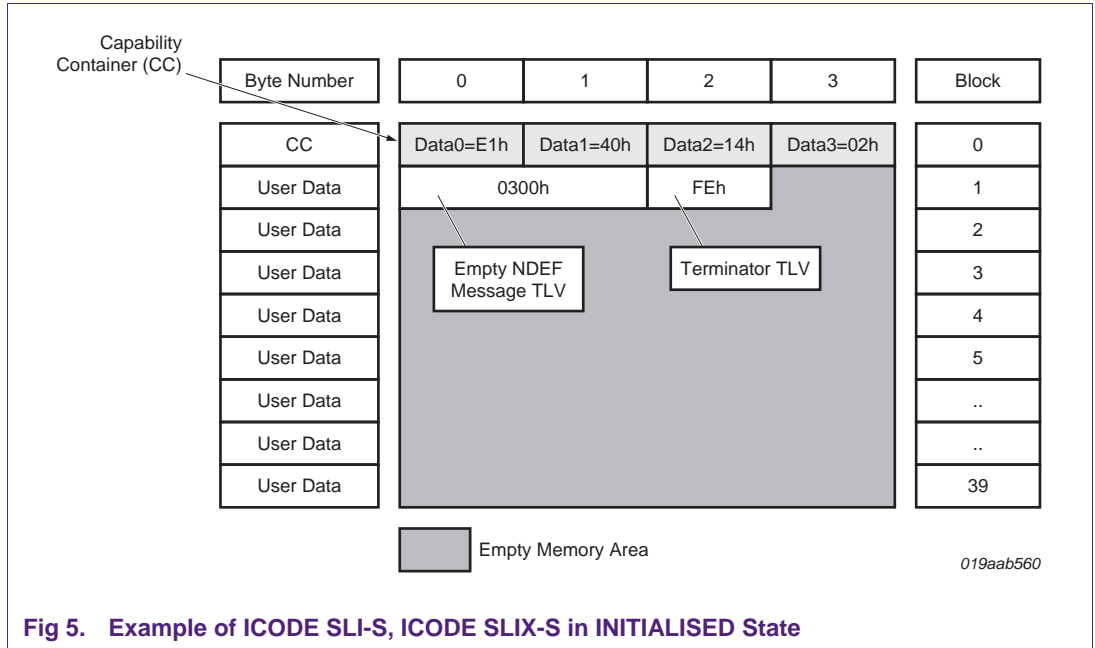 Capability
Container (CC)
Byte Number 0 1 2 3 Block
CC Data0=E1h Data1=40h Data2=14h Data3=02h 0
User Data 0300h FEh 1
User Data 2
Empty NDEF
Message TLV
Terminator TLV
User Data 3
User Data 4
User Data 5
User Data ..
User Data ..
User Data 39
Empty Memory Area
019aab560
Fig 5. Example of ICODE SLI-S, ICODE SLIX-S in INITIALISED State